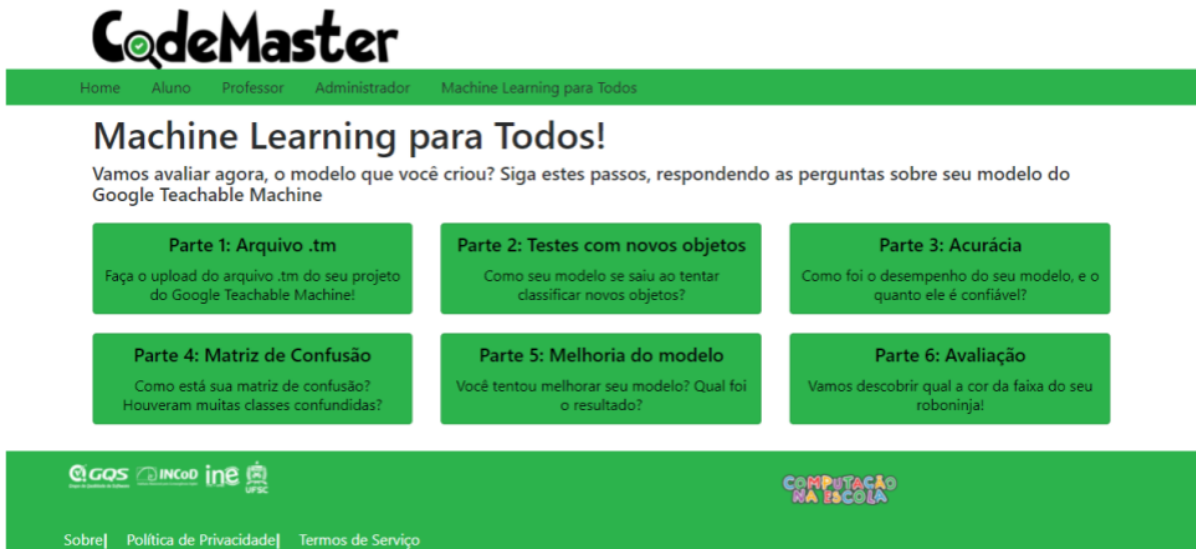 CodeMaster
Home Aluno Professor Administrador Machine Learning para Todos
Machine Learning para Todos!
Vamos avaliar agora, o modelo que você criou? Siga estes passos, respondendo as perguntas sobre seu modelo do
Google Teachable Machine
Parte 1: Arquivo .tm
Faça o upload do arquivo .tm do seu projeto
do Google Teachable Machine!
Parte 2: Testes com novos objetos
Como seu modelo se saiu ao tentar
classificar novos objetos?
Parte 3: Acurácia
Como foi o desempenho do seu modelo, e o
quanto ele é confiável?
Parte 4: Matriz de Confusão
Como está sua matriz de confusão?
Houveram muitas classes confundidas?
Parte 5: Melhoria do modelo
Você tentou melhorar seu modelo? Qual foi
o resultado?
Parte 6: Avaliação
Vamos descobrir qual a cor da faixa do seu
roboninja!
GQS INCoD ine UFSC
COMPUTAÇÃO
NA ESCOLA
Sobre| Política de Privacidade| Termos de Serviço